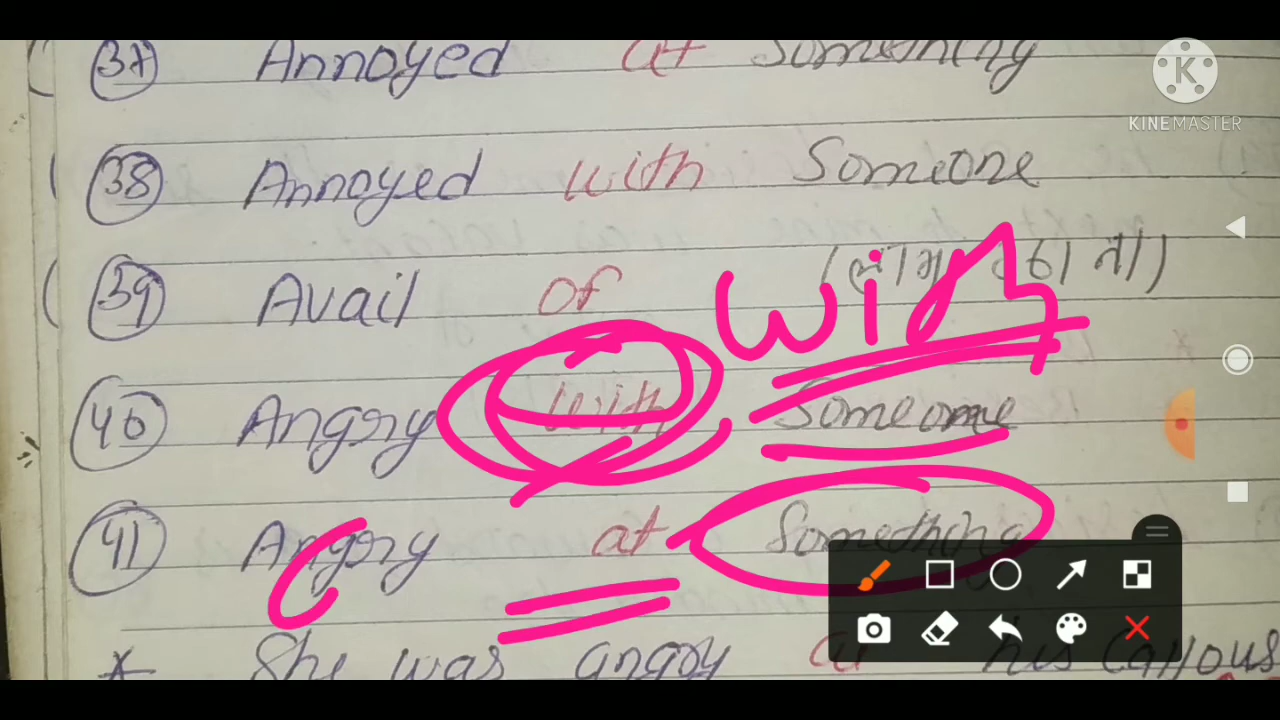 37 Annoyed at Something
KINEMASTER
38 Annoyed with Someone
39 Avail of
with
40 Angry with Someome
41 Angry at Something
* She was angry at his Callous